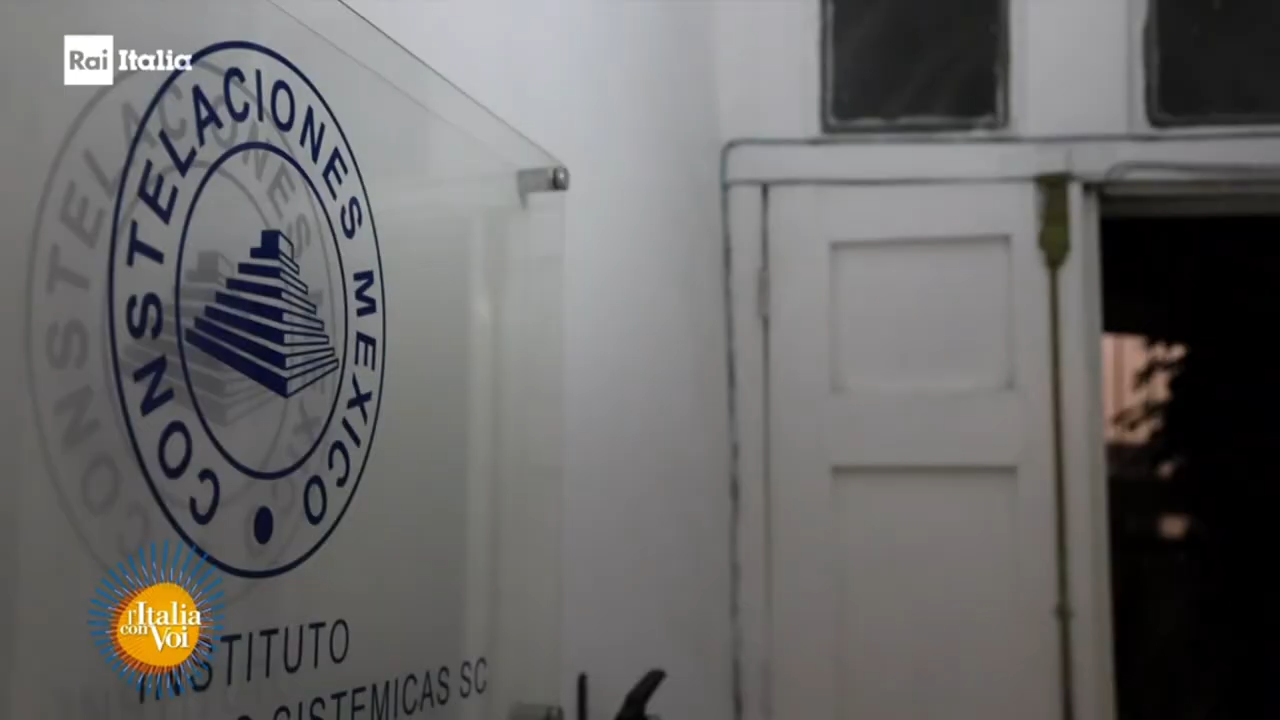 Rai Italia
CONSTELACIONES MEXICO
l'Italia
con Voi
INSTITUTO
SISTEMICAS SC